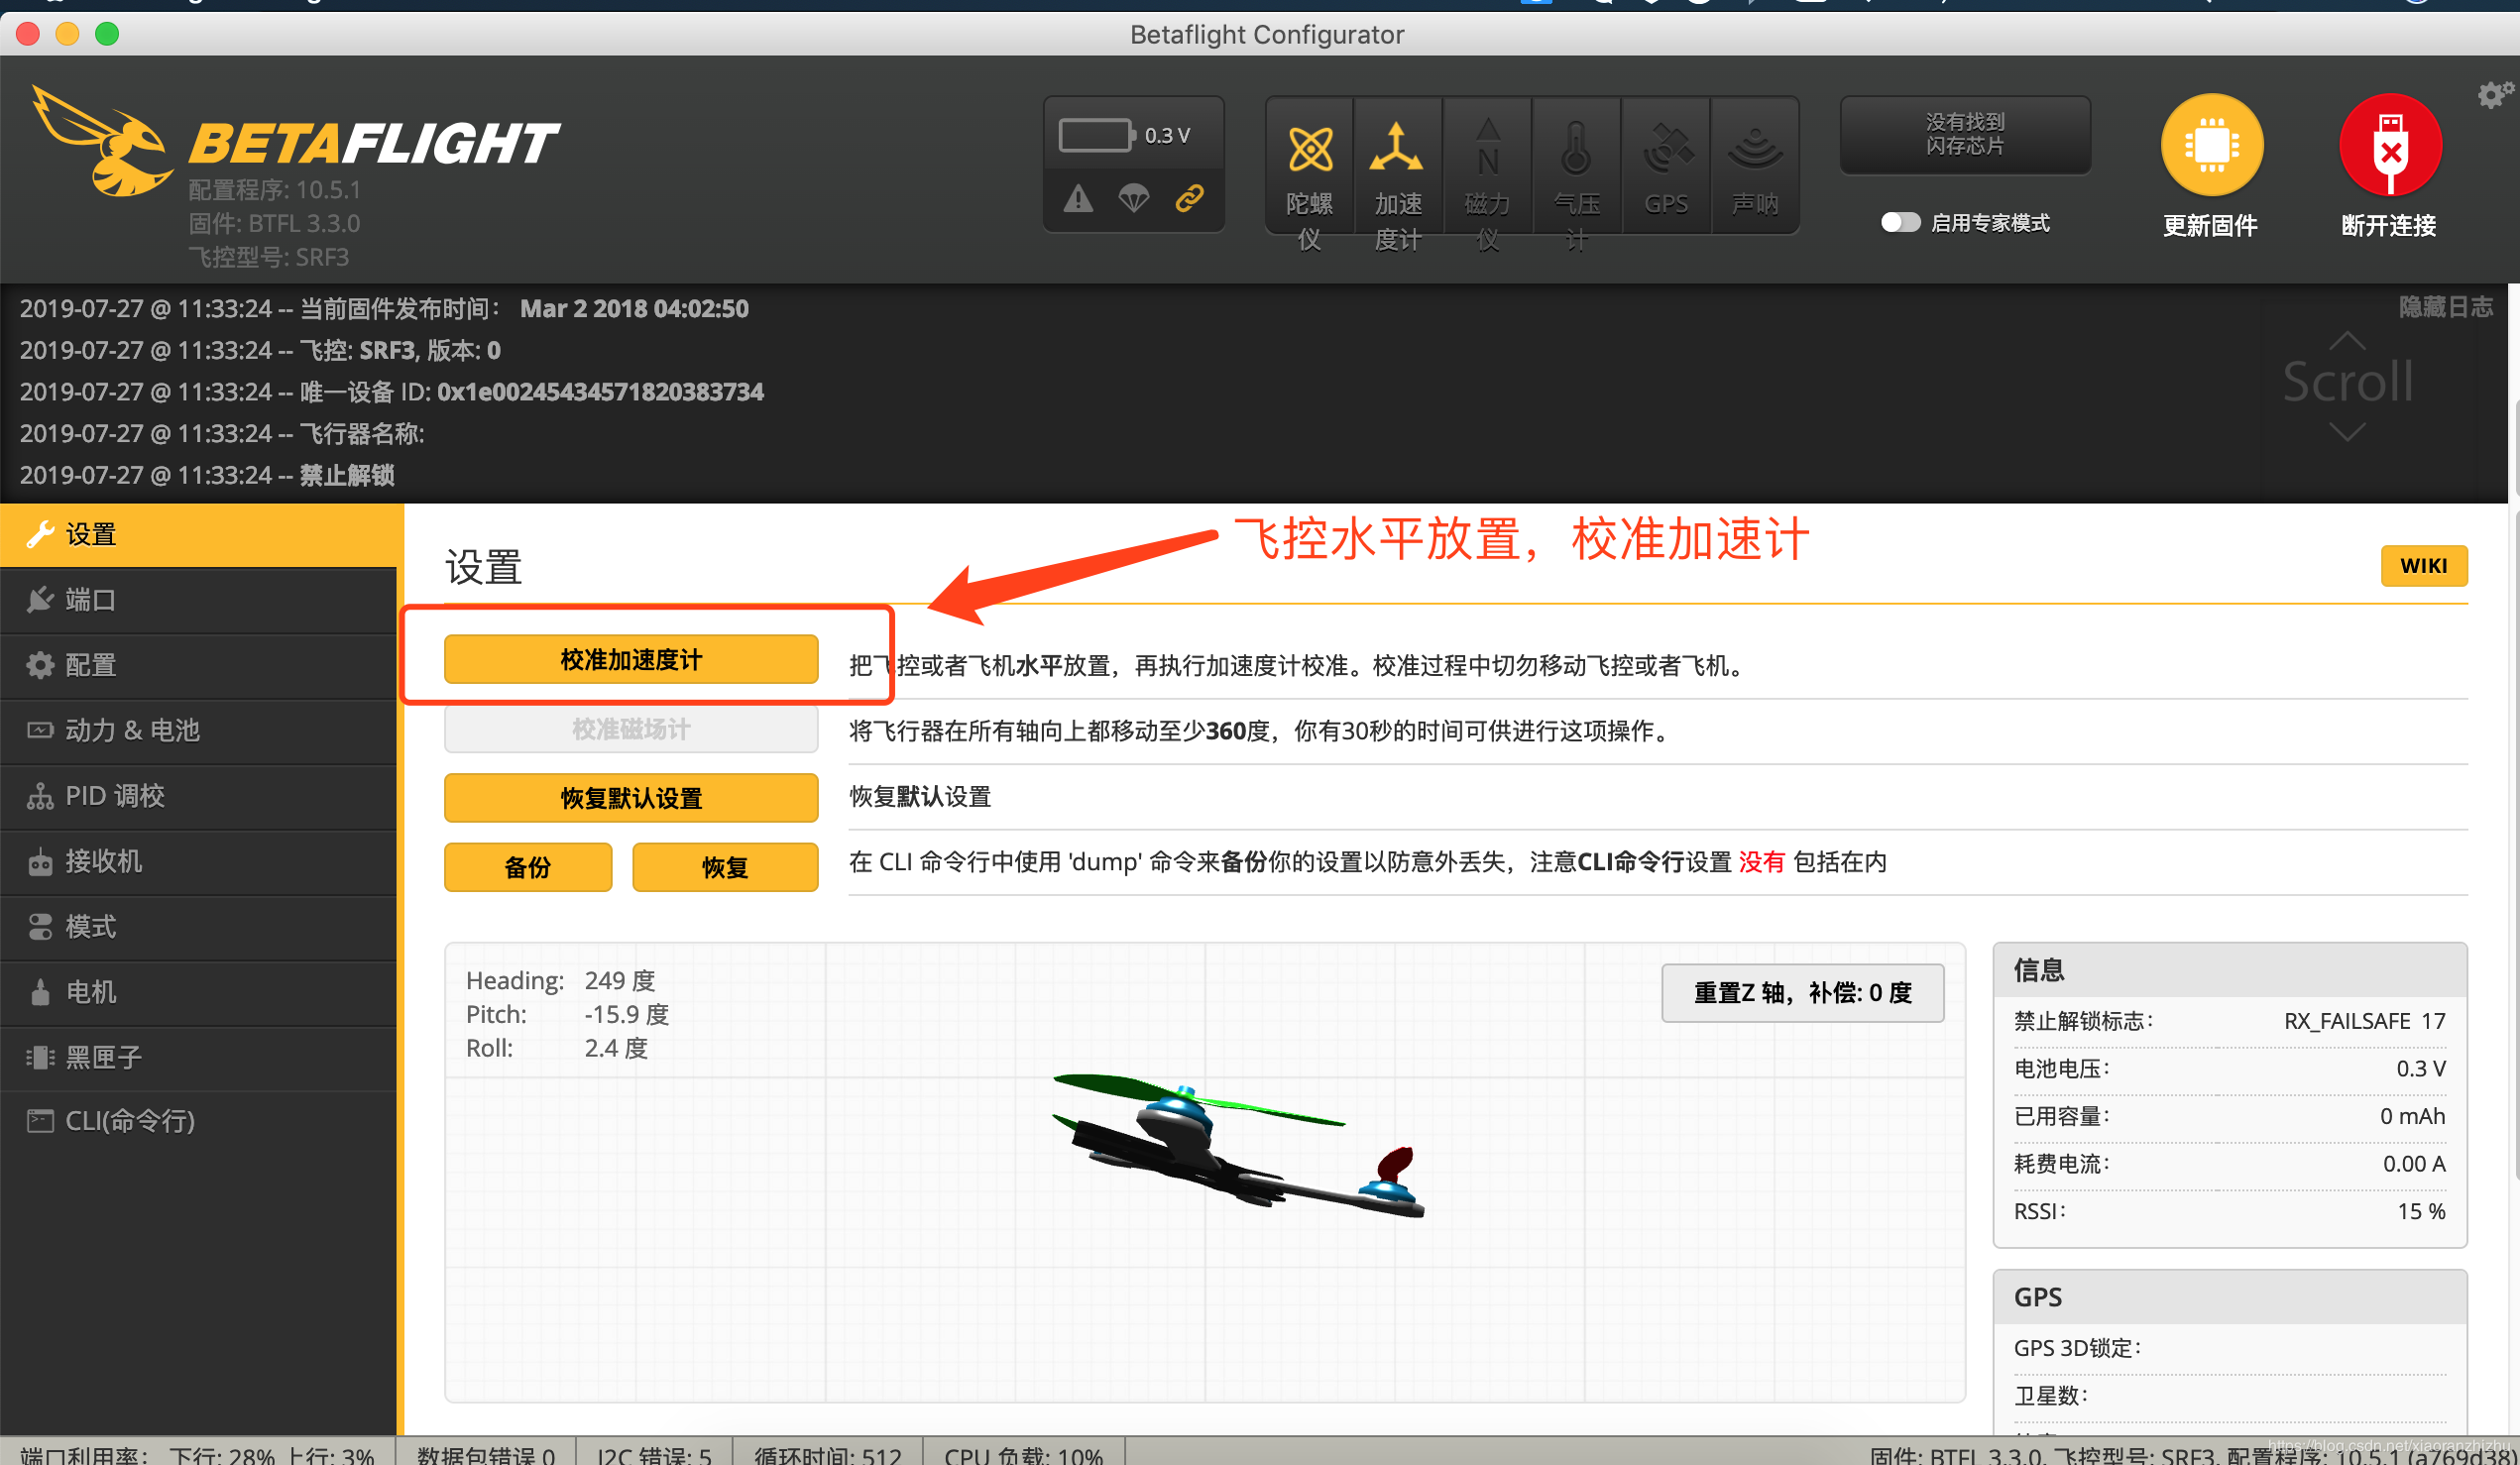 Betaflight Configurator
BETAFLIGHT
配置程序: 10.5.1
固件: BTFL 3.3.0
飞控型号: SRF3
0.3 V
陀螺仪
加速度计
N
磁力仪
气压计
GPS
声呐
没有找到
闪存芯片
启用专家模式
更新固件
断开连接
2019-07-27 @ 11:33:24 -- 当前固件发布时间： Mar 2 2018 04:02:50
2019-07-27 @ 11:33:24 -- 飞控: SRF3, 版本: 0
2019-07-27 @ 11:33:24 -- 唯一设备 ID: 0x1e00245434571820383734
2019-07-27 @ 11:33:24 -- 飞行器名称:
2019-07-27 @ 11:33:24 -- 禁止解锁
隐藏日志
Scroll
设置
端口
配置
动力 & 电池
PID 调校
接收机
模式
电机
黑匣子
CLI(命令行)
飞控水平放置，校准加速计
设置
WIKI
校准加速度计
把飞控或者飞机水平放置，再执行加速度计校准。校准过程中切勿移动飞控或者飞机。
校准磁场计
将飞行器在所有轴向上都移动至少360度，你有30秒的时间可供进行这项操作。
恢复默认设置
恢复默认设置
备份
恢复
在 CLI 命令行中使用 'dump' 命令来备份你的设置以防意外丢失，注意CLI命令行设置 没有 包括在内
Heading: 249 度
Pitch: -15.9 度
Roll: 2.4 度
重置Z 轴，补偿: 0 度
信息
禁止解锁标志： RX_FAILSAFE 17
电池电压： 0.3 V
已用容量： 0 mAh
耗费电流： 0.00 A
RSSI： 15 %
GPS
GPS 3D锁定：
卫星数：
端口利用率： 下行: 28% 上行: 3%
数据包错误 0
I2C 错误: 5
循环时间: 512
CPU 负载: 10%
固件: BTFL 3.3.0, 飞控型号: SRF3, 配置程序: 10.5.1 (a769d38)
https://blog.csdn.net/xiaoranzhizhu